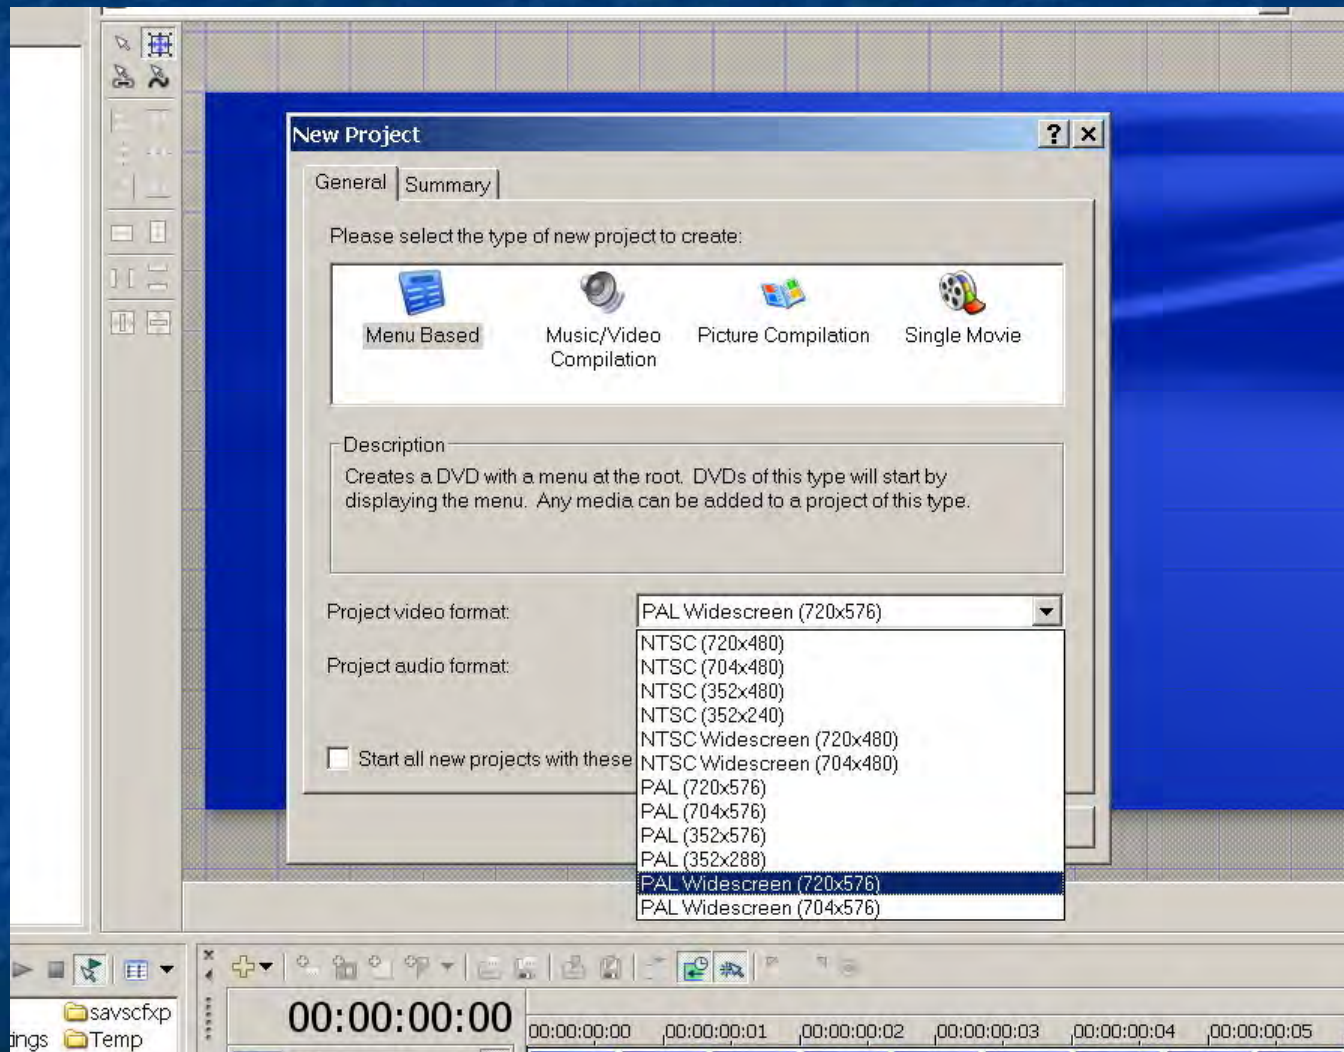 New Project
General
Summary
Please select the type of new project to create:
Menu Based
Music/Video
Compilation
Picture Compilation
Single Movie
Description
Creates a DVD with a menu at the root. DVDs of this type will start by
displaying the menu. Any media can be added to a project of this type.
Project video format:
PAL Widescreen (720x576)
NTSC (720x480)
NTSC (704x480)
NTSC (352x480)
NTSC (352x240)
NTSC Widescreen (720x480)
NTSC Widescreen (704x480)
PAL (720x576)
PAL (704x576)
PAL (352x576)
PAL (352x288)
PAL Widescreen (720x576)
PAL Widescreen (704x576)
Project audio format:
Start all new projects with these
savscfxp
ings
Temp
00:00:00:00
00:00:00:00
00:00:00:01
00:00:00:02
00:00:00:03
00:00:00:04
00:00:00:05